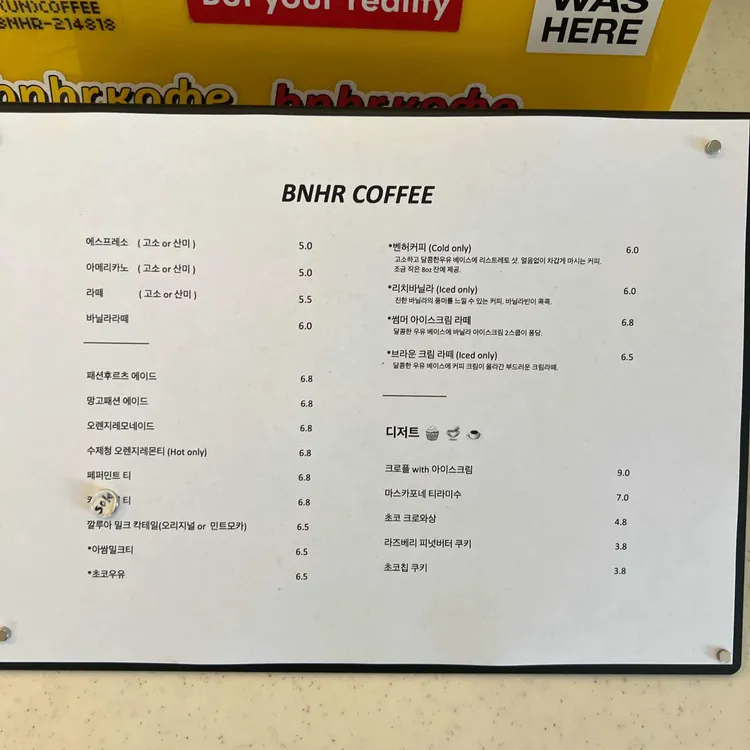 (UN)COFFEE
BNHR-214818
But your reality
WAS
HERE
bnhrкофе
bnhrкофе
BNHR COFFEE
에스프레소 ( 고소 or 산미 ) 5.0
아메리카노 ( 고소 or 산미 ) 5.0
라떼 ( 고소 or 산미 ) 5.5
바닐라라떼 6.0
패션후르츠 에이드 6.8
망고패션 에이드 6.8
오렌지레모네이드 6.8
수제청 오렌지레몬티 (Hot only) 6.8
페퍼민트 티 6.8
티 6.8
Sold
깔루아 밀크 칵테일(오리지널 or 민트모카) 6.5
*아쌈밀크티 6.5
*초코우유 6.5
*벤허커피 (Cold only) 6.0
고소하고 달콤한우유 베이스에 리스트레토 샷. 얼음없이 차갑게 마시는 커피.
조금 작은 8oz 잔에 제공.
*리치바닐라 (Iced only) 6.0
진한 바닐라의 풍미를 느낄 수 있는 커피. 바닐라빈이 콕콕.
*썸머 아이스크림 라떼 6.8
달콤한 우유 베이스에 바닐라 아이스크림 2스쿱이 퐁당.
*브라운 크림 라떼 (Iced only) 6.5
달콤한 우유 베이스에 커피 크림이 올라간 부드러운 크림라떼.
디저트
크로플 with 아이스크림 9.0
마스카포네 티라미수 7.0
초코 크로와상 4.8
라즈베리 피넛버터 쿠키 3.8
초코칩 쿠키 3.8